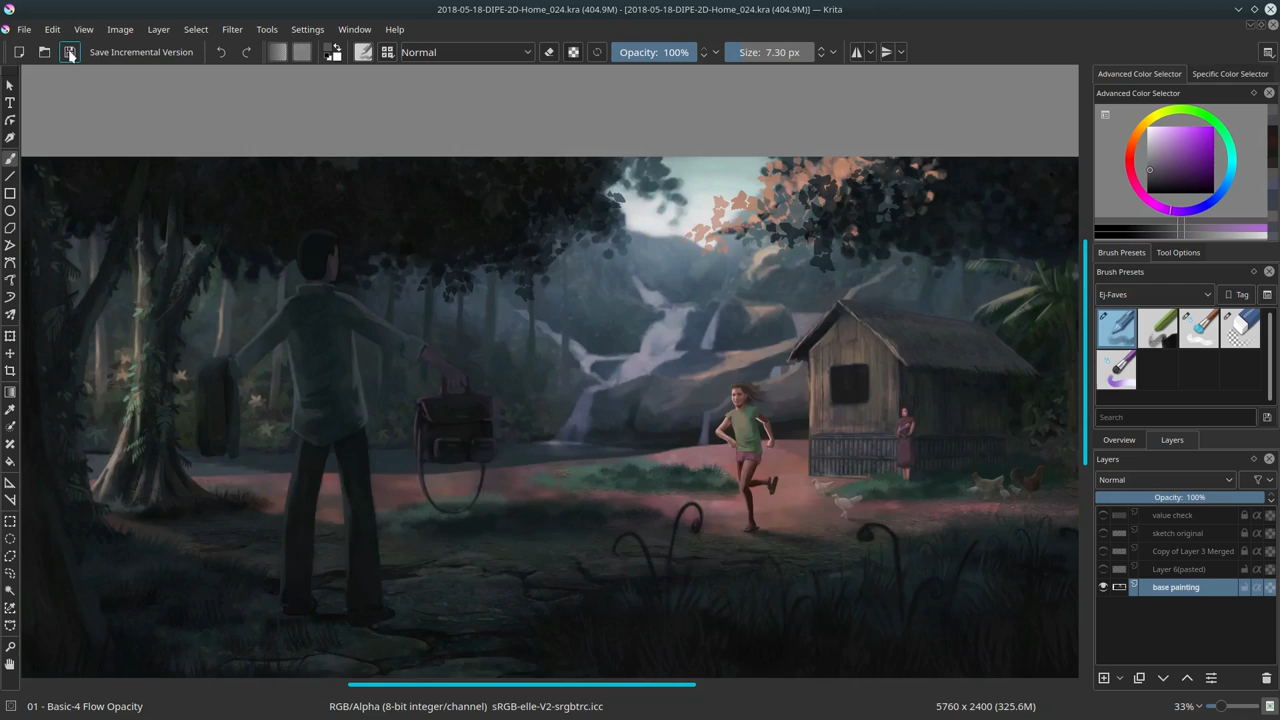 2018-05-18-DIPE-2D-Home_024.kra (404.9M) - [2018-05-18-DIPE-2D-Home_024.kra (404.9M)] — Krita
File Edit View Image Layer Select Filter Tools Settings Window Help
Save Incremental Version Normal Opacity: 100% Size: 7.30 px
Advanced Color Selector Specific Color Selector
Advanced Color Selector
Brush Presets Tool Options
Brush Presets
Ej-Faves Tag
Search
Overview Layers
Layers
Normal
Opacity: 100%
value check
sketch original
Copy of Layer 3 Merged
Layer 6(pasted)
base painting
01 - Basic-4 Flow Opacity RGB/Alpha (8-bit integer/channel) sRGB-elle-V2-srgbtrc.icc 5760 x 2400 (325.6M) 33%